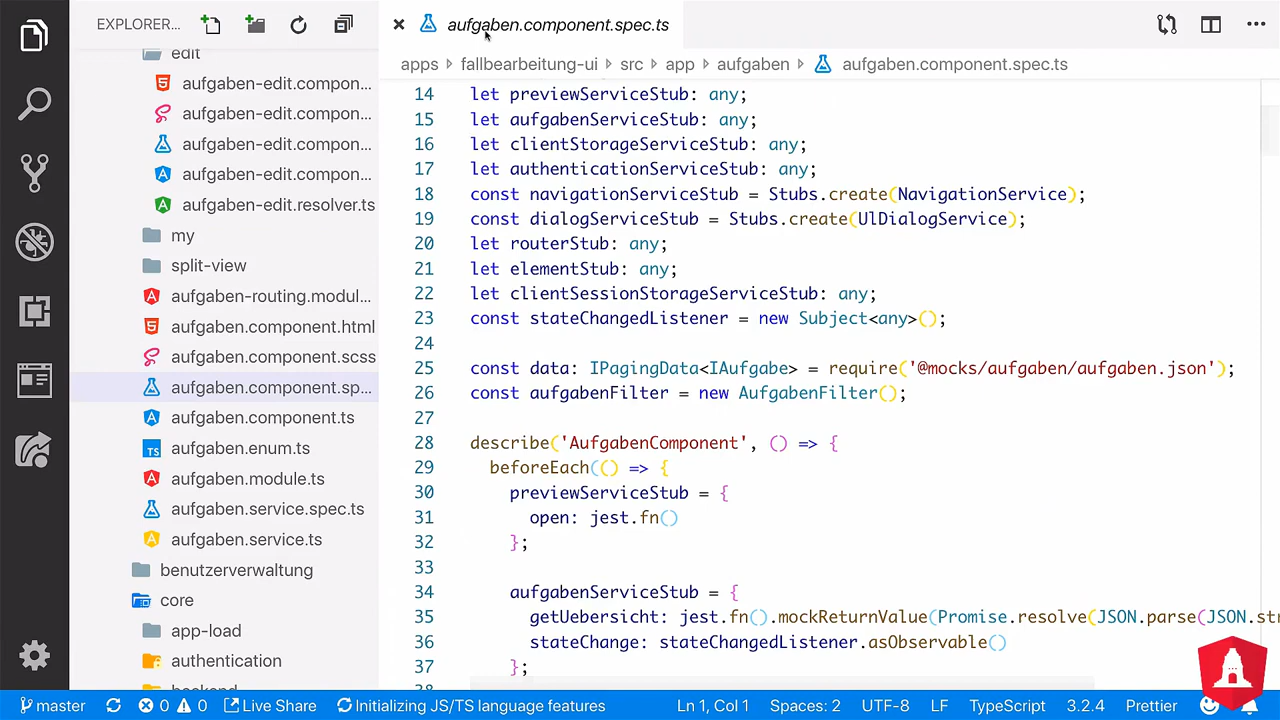 EXPLORER...
edit
aufgaben-edit.compon...
aufgaben-edit.compon...
aufgaben-edit.compon...
aufgaben-edit.compon...
aufgaben-edit.resolver.ts
my
split-view
aufgaben-routing.modul...
aufgaben.component.html
aufgaben.component.scss
aufgaben.component.sp...
aufgaben.component.ts
TS aufgaben.enum.ts
aufgaben.module.ts
aufgaben.service.spec.ts
aufgaben.service.ts
benutzerverwaltung
core
app-load
authentication
backend
aufgaben.component.spec.ts
apps > fallbearbeitung-ui > src > app > aufgaben > aufgaben.component.spec.ts
14 let previewServiceStub: any;
15 let aufgabenServiceStub: any;
16 let clientStorageServiceStub: any;
17 let authenticationServiceStub: any;
18 const navigationServiceStub = Stubs.create(NavigationService);
19 const dialogServiceStub = Stubs.create(UlDialogService);
20 let routerStub: any;
21 let elementStub: any;
22 let clientSessionStorageServiceStub: any;
23 const stateChangedListener = new Subject<any>();
24
25 const data: IPagingData<IAufgabe> = require('@mocks/aufgaben/aufgaben.json');
26 const aufgabenFilter = new AufgabenFilter();
27
28 describe('AufgabenComponent', () => {
29 beforeEach(() => {
30 previewServiceStub = {
31 open: jest.fn()
32 };
33
34 aufgabenServiceStub = {
35 getUebersicht: jest.fn().mockReturnValue(Promise.resolve(JSON.parse(JSON.st
36 stateChange: stateChangedListener.asObservable()
37 };
38
master 0 0 Live Share Initializing JS/TS language features Ln 1, Col 1 Spaces: 2 UTF-8 LF TypeScript 3.2.4 Prettier